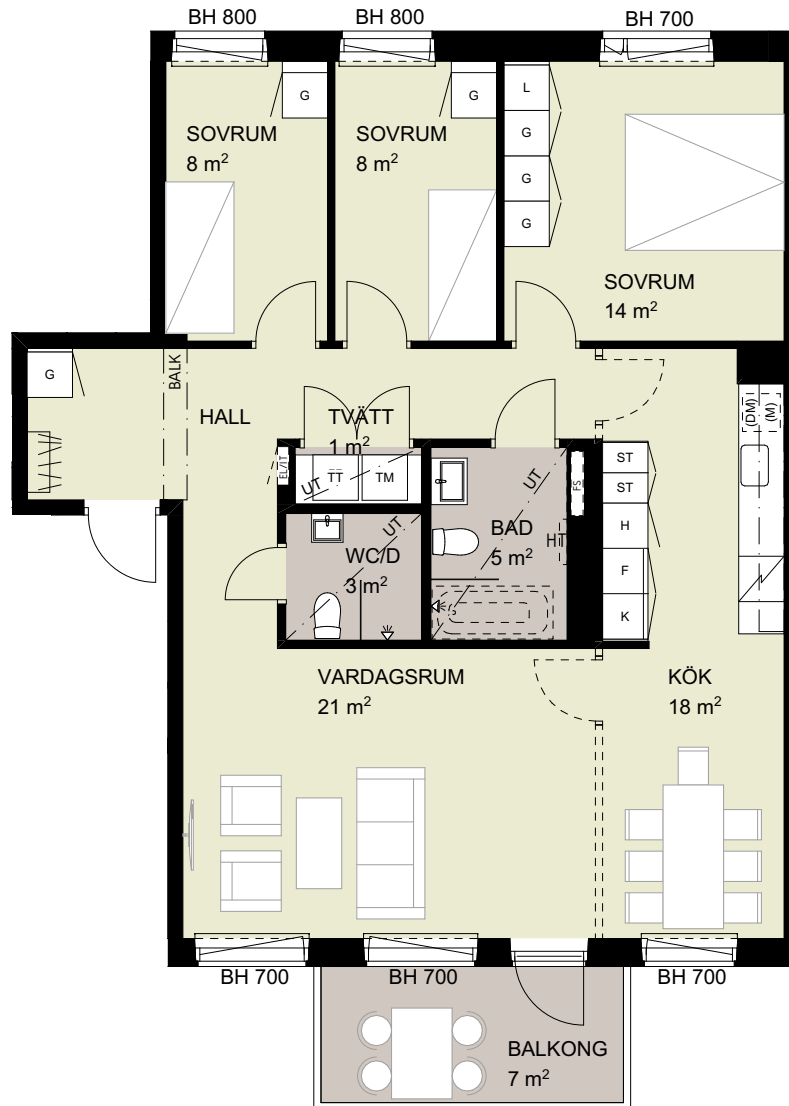 BH 800
BH 800
BH 700
G
G
L
G
G
G
SOVRUM
8 m²
SOVRUM
8 m²
SOVRUM
14 m²
G
BALK
HALL
TVÄTT
1 m²
(DM)
(M)
EL/IT
UT
TT
TM
UT
FS
ST
ST
H
F
K
UT
WC/D
3 m²
BAD
5 m²
HT
VARDAGSRUM
21 m²
KÖK
18 m²
BH 700
BH 700
BH 700
BALKONG
7 m²